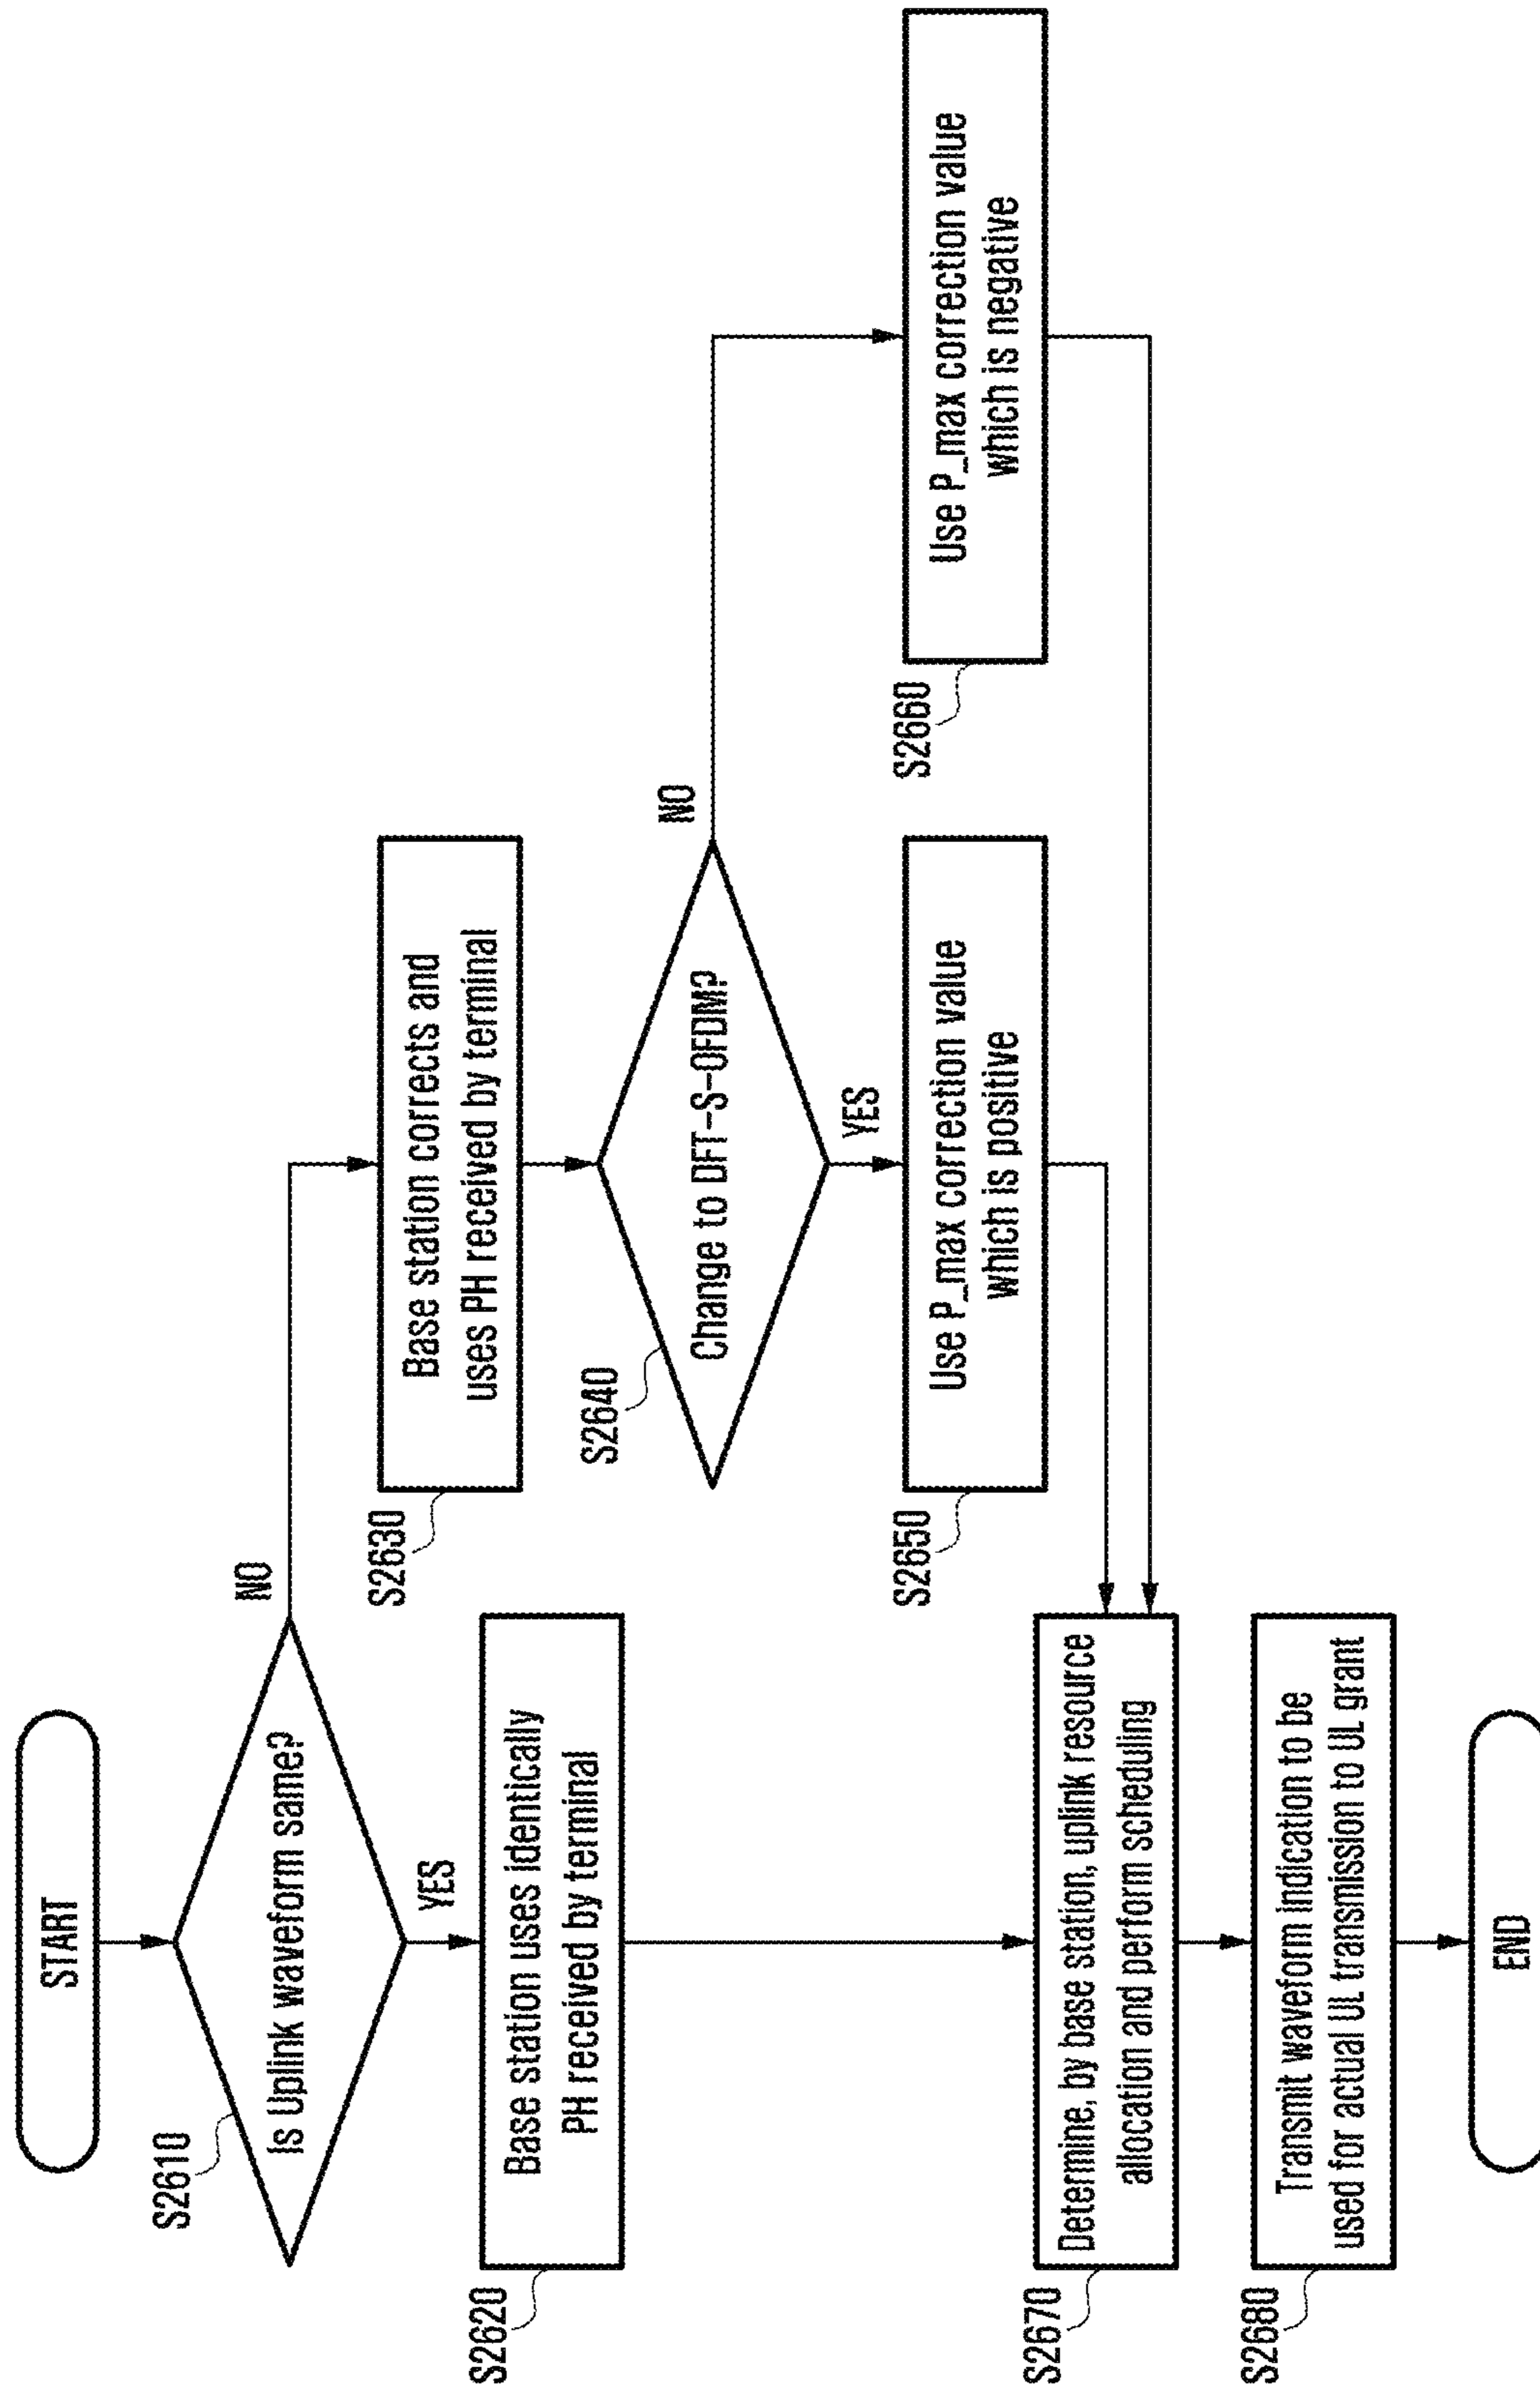 START
S2610
Is Uplink waveform same?
NO
YES
S2620
Base station uses identically
PH received by terminal
S2630
Base station corrects and
uses PH received by terminal
S2640
Change to DFT-S-OFDM?
NO
YES
S2650
Use P_max correction value
which is positive
S2660
Use P_max correction value
which is negative
S2670
Determine, by base station, uplink resource
allocation and perform scheduling
S2680
Transmit waveform indication to be
used for actual UL transmission to UL grant
END